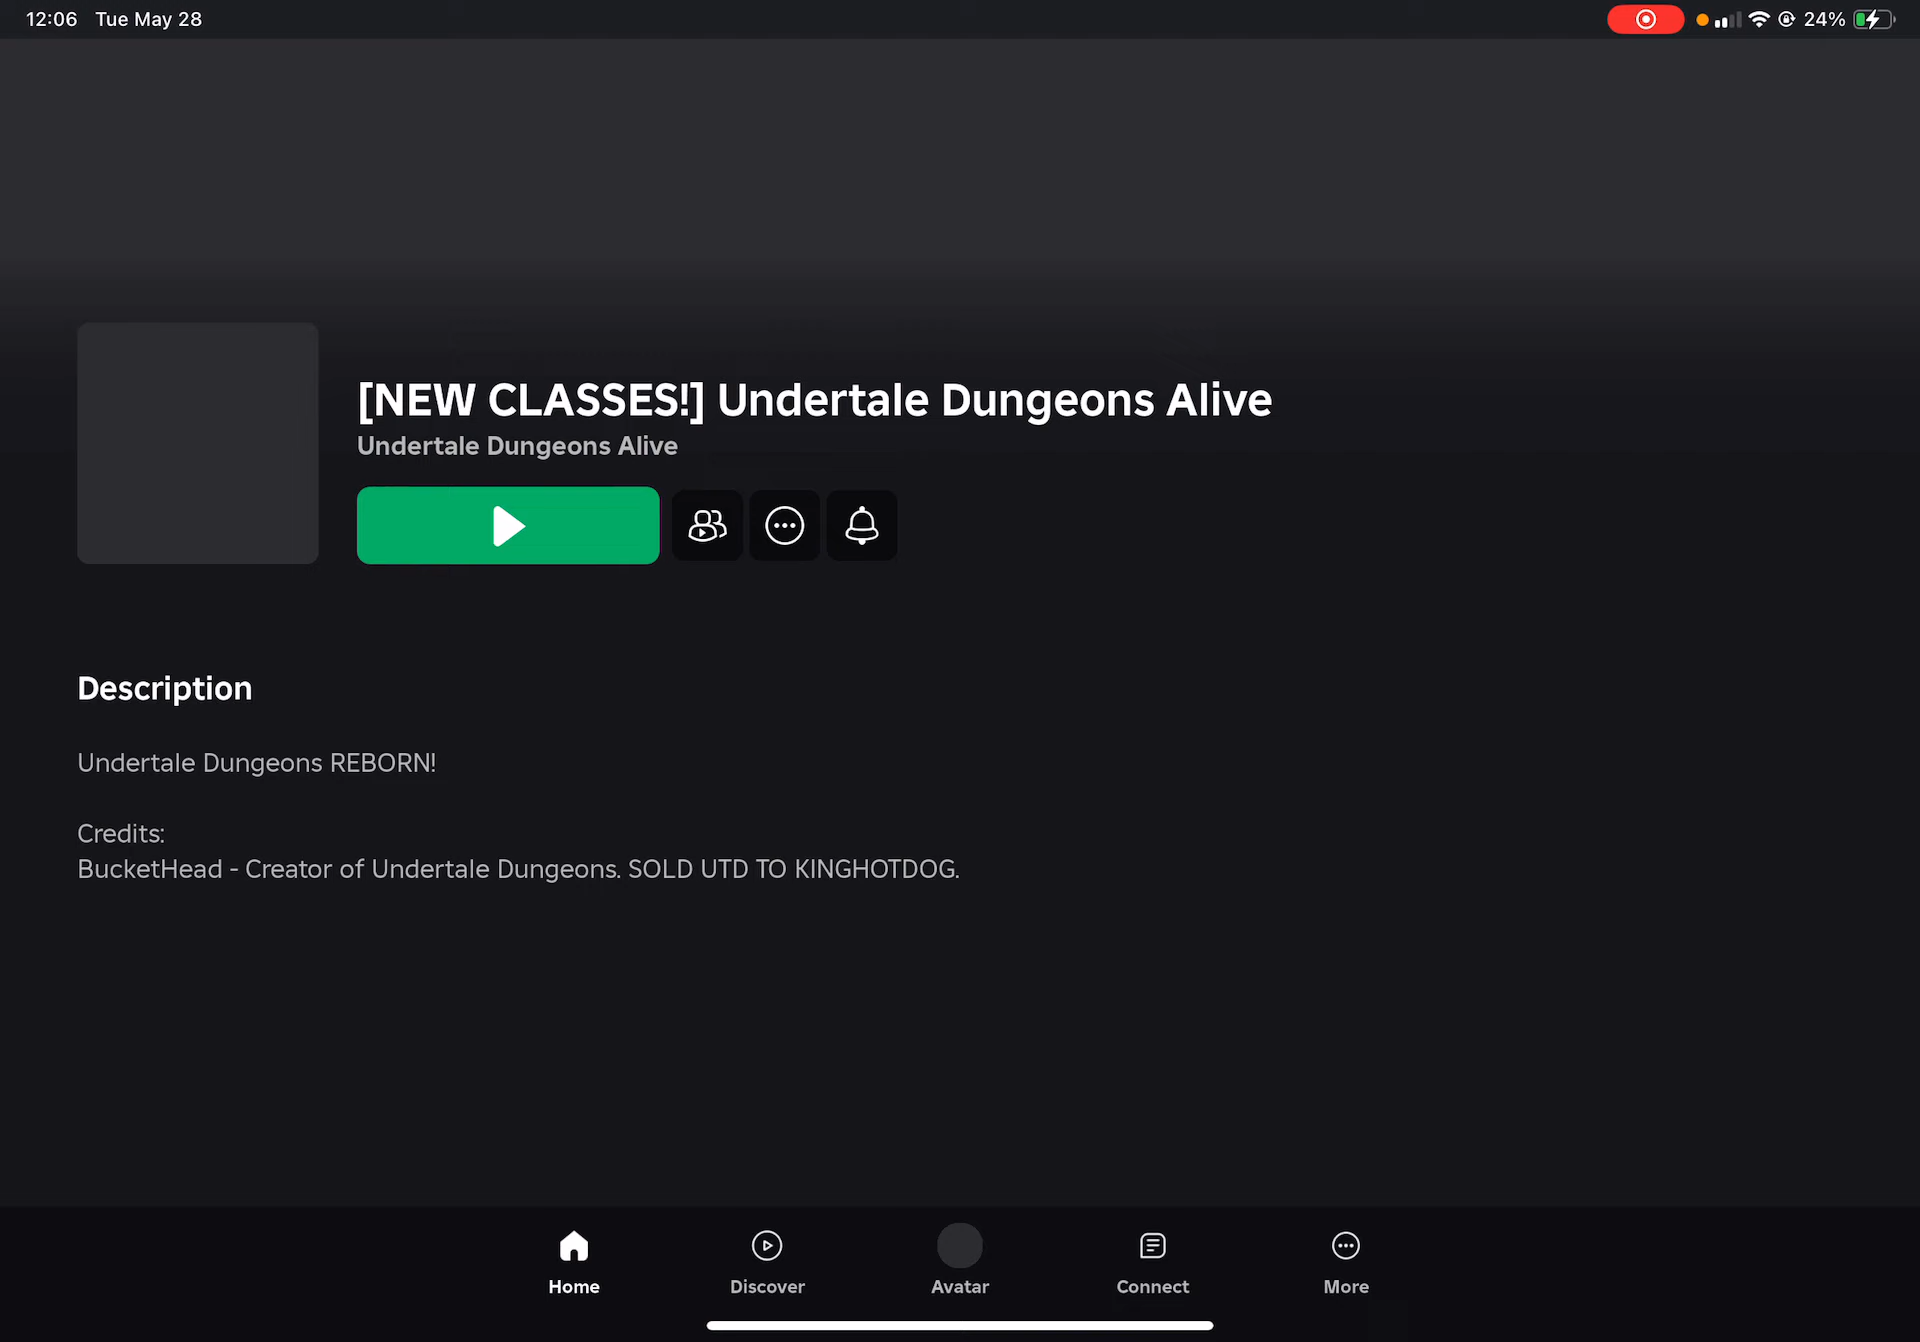 12:06 Tue May 28
24%
[NEW CLASSES!] Undertale Dungeons Alive
Undertale Dungeons Alive
Description
Undertale Dungeons REBORN!
Credits:
BucketHead - Creator of Undertale Dungeons. SOLD UTD TO KINGHOTDOG.
Home Discover Avatar Connect More